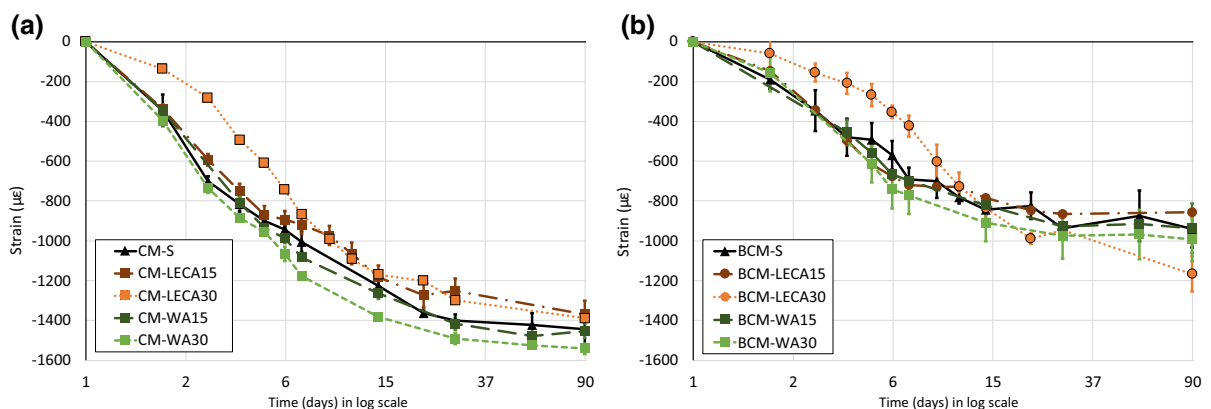 (a)
0
-200
-400
-600
-800
-1000
-1200
-1400
-1600
Strain (µε)
CM-S
CM-LECA15
CM-LECA30
CM-WA15
CM-WA30
1 2 6 15 37 90
Time (days) in log scale
(b)
0
-200
-400
-600
-800
-1000
-1200
-1400
-1600
Strain (µε)
BCM-S
BCM-LECA15
BCM-LECA30
BCM-WA15
BCM-WA30
1 2 6 15 37 90
Time (days) in log scale